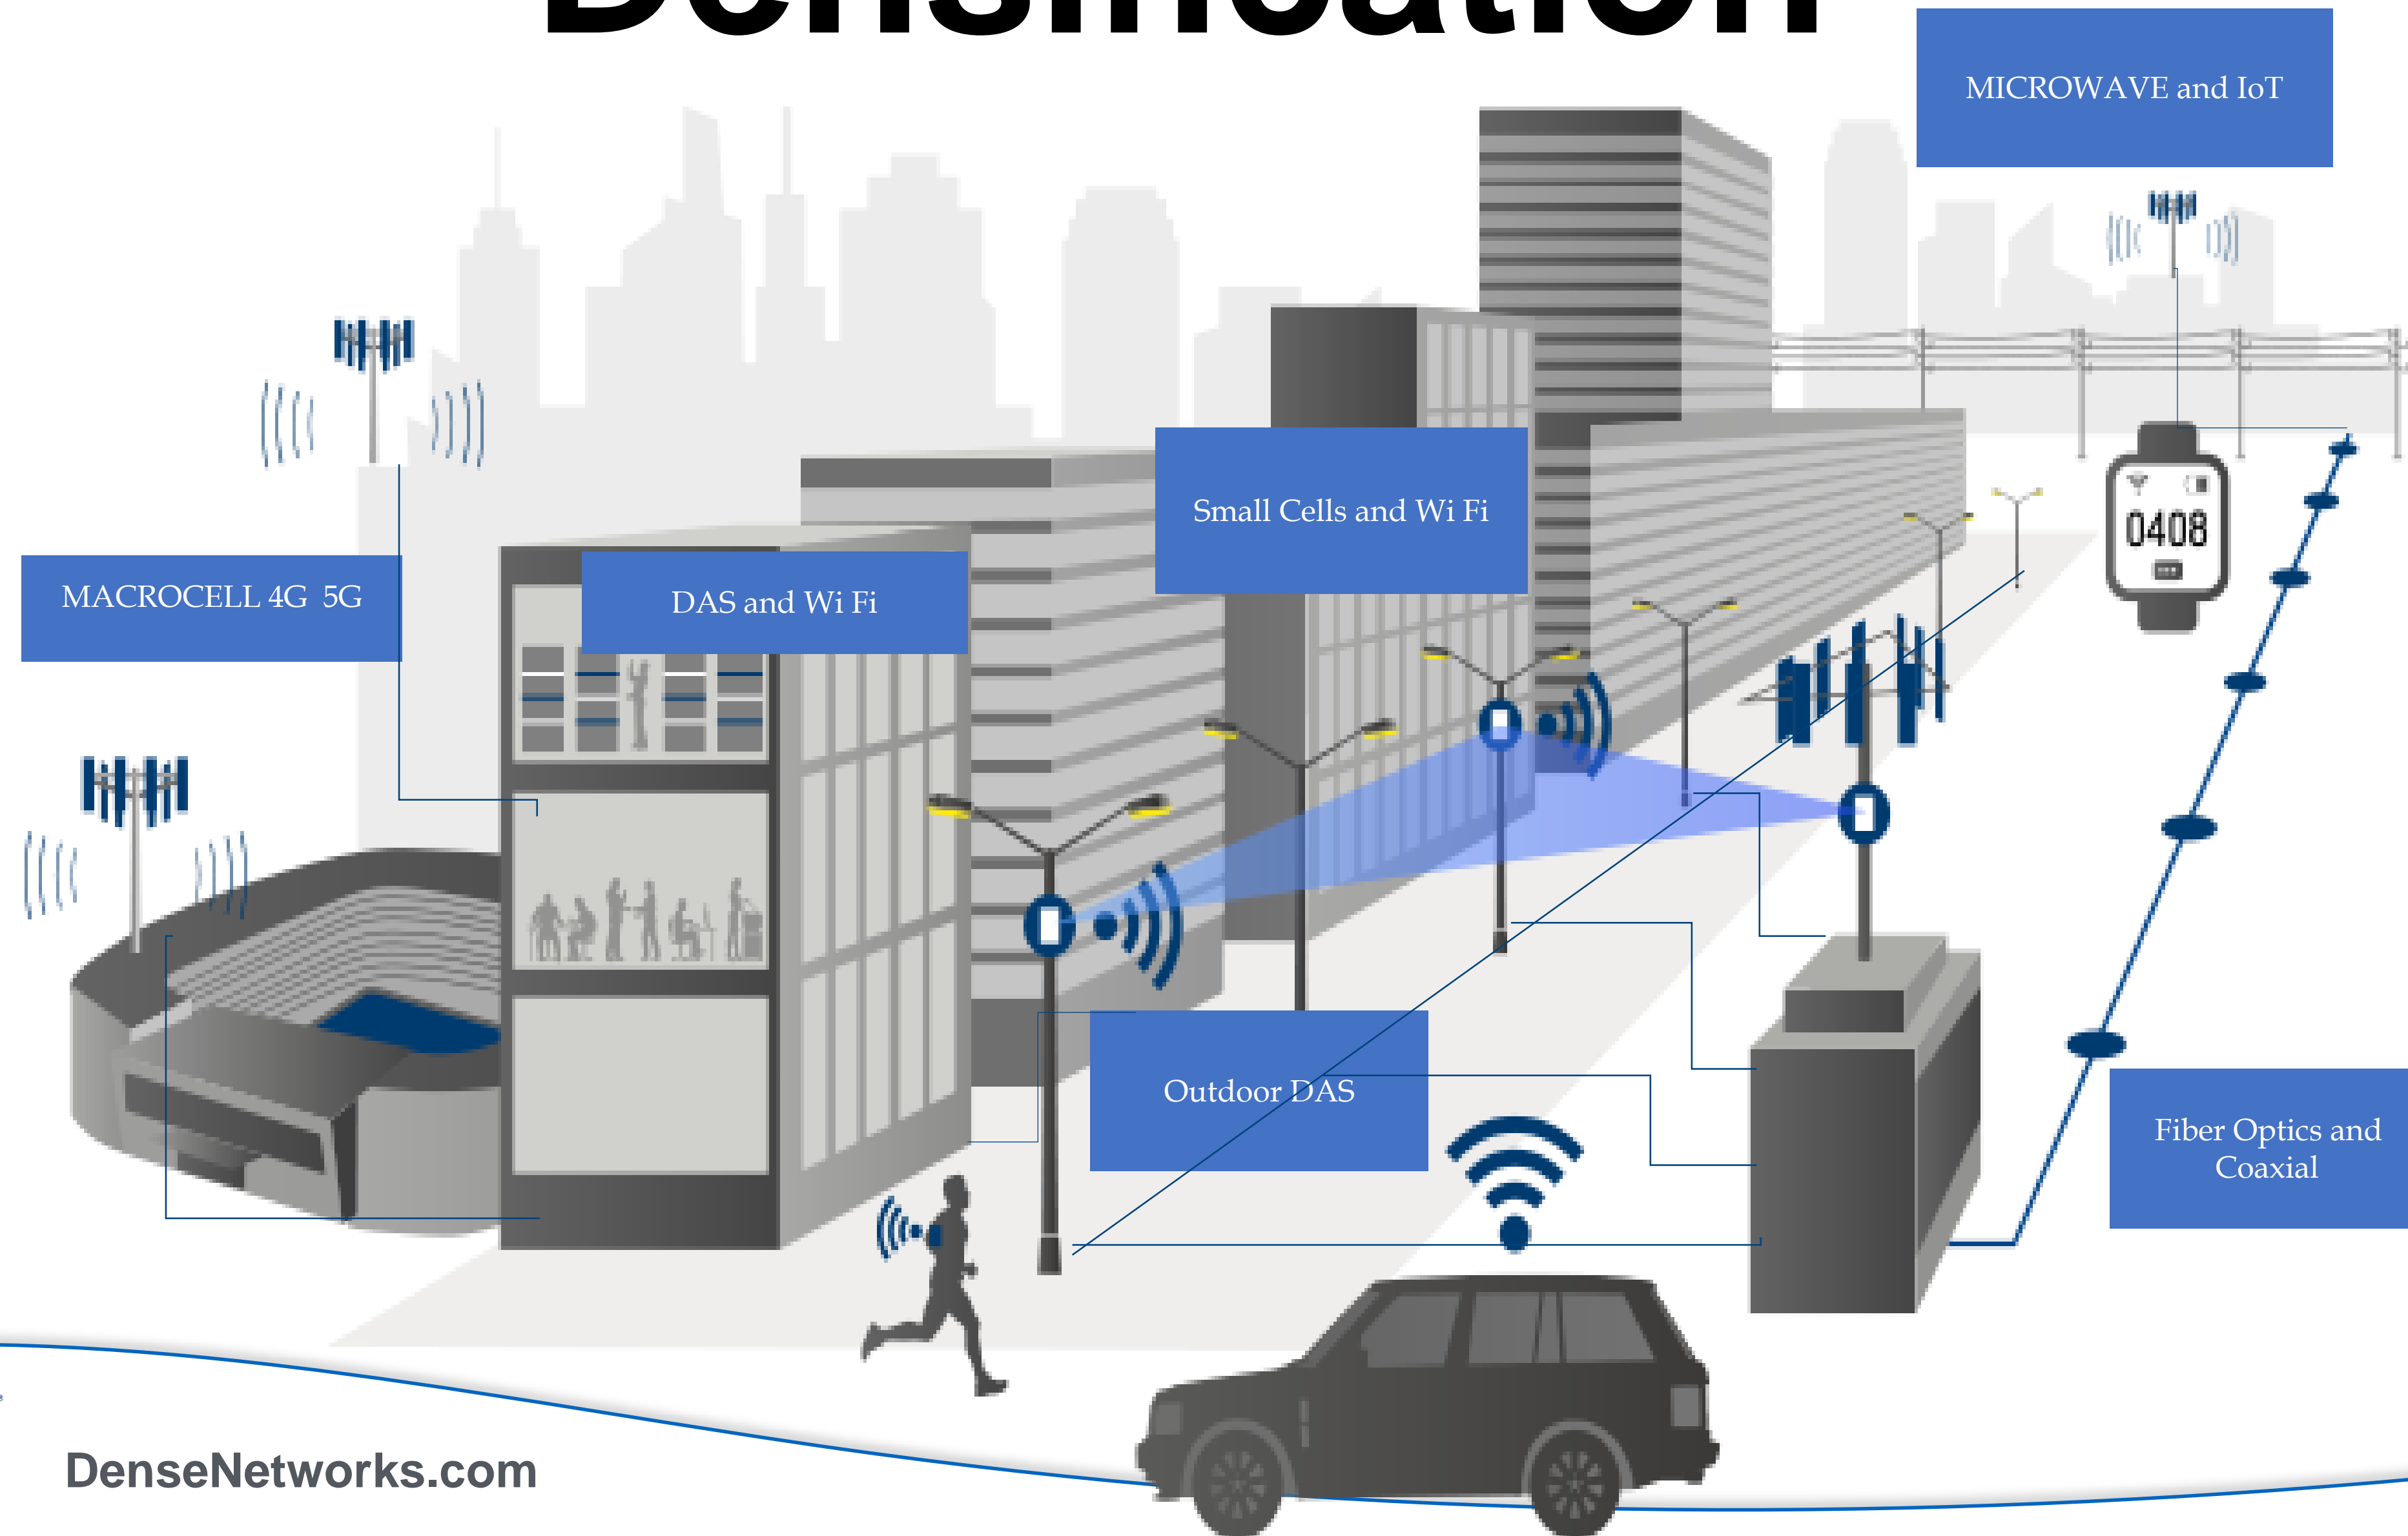 Densification
MICROWAVE and IoT
Small Cells and Wi Fi
MACROCELL 4G 5G
DAS and Wi Fi
0408
Outdoor DAS
Fiber Optics and
Coaxial
DenseNetworks.com